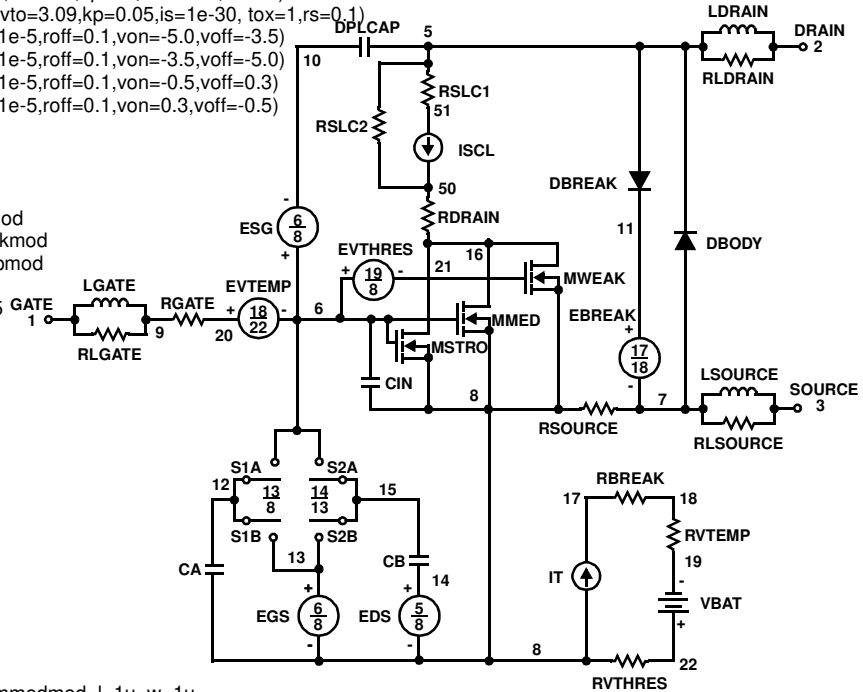 vto=3.09,kp=0.05,is=1e-30, tox=1,rs=0.1)
1e-5,roff=0.1,von=-5.0,voff=-3.5)
1e-5,roff=0.1,von=-3.5,voff=-5.0)
1e-5,roff=0.1,von=-0.5,voff=0.3)
1e-5,roff=0.1,von=0.3,voff=-0.5)
DPLCAP
5
10
LDRAIN
DRAIN
2
RLDRAIN
RSLC1
51
RSLC2
ISCL
50
DBREAK
RDRAIN
11
DBODY
od
kmod
ESG
-
6
8
+
EVTHRES
+
19
8
-
16
21
MWEAK
LGATE
GATE
1
RLGATE
9
RGATE
20
EVTEMP
+
18
22
-
6
MMED
MSTRO
EBREAK
+
17
18
-
CIN
8
RSOURCE
7
LSOURCE
SOURCE
3
RLSOURCE
S1A
S2A
12
13
8
14
13
15
S1B
S2B
13
CA
CB
14
EGS
+
6
8
-
EDS
+
5
8
-
RBREAK
17
18
RVTEMP
19
IT
-
VBAT
+
8
22
RVTHRES